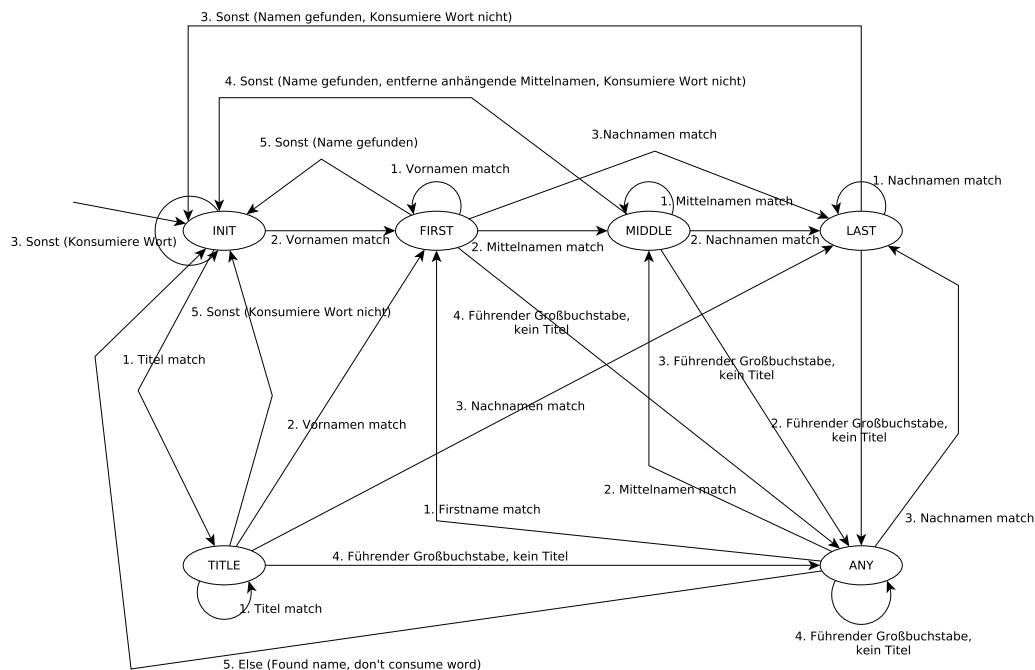 3. Sonst (Namen gefunden, Konsumiere Wort nicht)
4. Sonst (Name gefunden, entferne anhängende Mittelnamen, Konsumiere Wort nicht)
3.Nachnamen match
5. Sonst (Name gefunden)
1. Vornamen match
1. Nachnamen match
1. Mittelnamen match
INIT
FIRST
MIDDLE
LAST
3. Sonst (Konsumiere Wort)
2. Vornamen match
2. Mittelnamen match
2. Nachnamen match
5. Sonst (Konsumiere Wort nicht)
4. Führender Großbuchstabe,
kein Titel
1. Titel match
3. Führender Großbuchstabe,
kein Titel
3. Nachnamen match
2. Vornamen match
2. Führender Großbuchstabe,
kein Titel
2. Mittelnamen match
1. Firstname match
3. Nachnamen match
4. Führender Großbuchstabe, kein Titel
TITLE
ANY
1. Titel match
4. Führender Großbuchstabe,
kein Titel
5. Else (Found name, don't consume word)